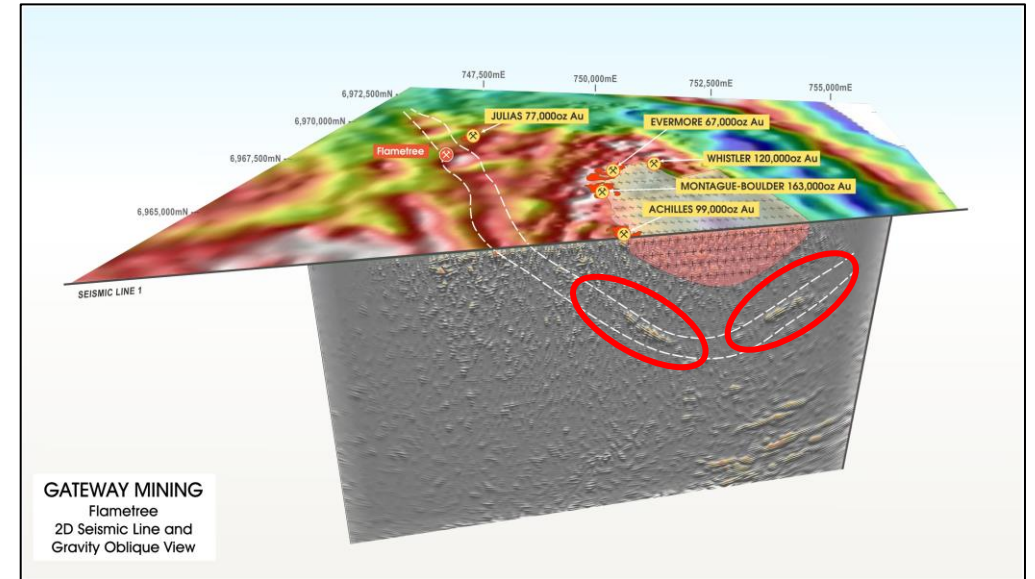 747,500mE
750,000mE
752,500mE
755,000mE
6,972,500mN
6,970,000mN
6,967,500mN
6,965,000mN
JULIAS 77,000oz Au
EVERMORE 67,000oz Au
Flametree
WHISTLER 120,000oz Au
MONTAGUE-BOULDER 163,000oz Au
ACHILLES 99,000oz Au
SEISMIC LINE 1
GATEWAY MINING
Flametree
2D Seismic Line and
Gravity Oblique View